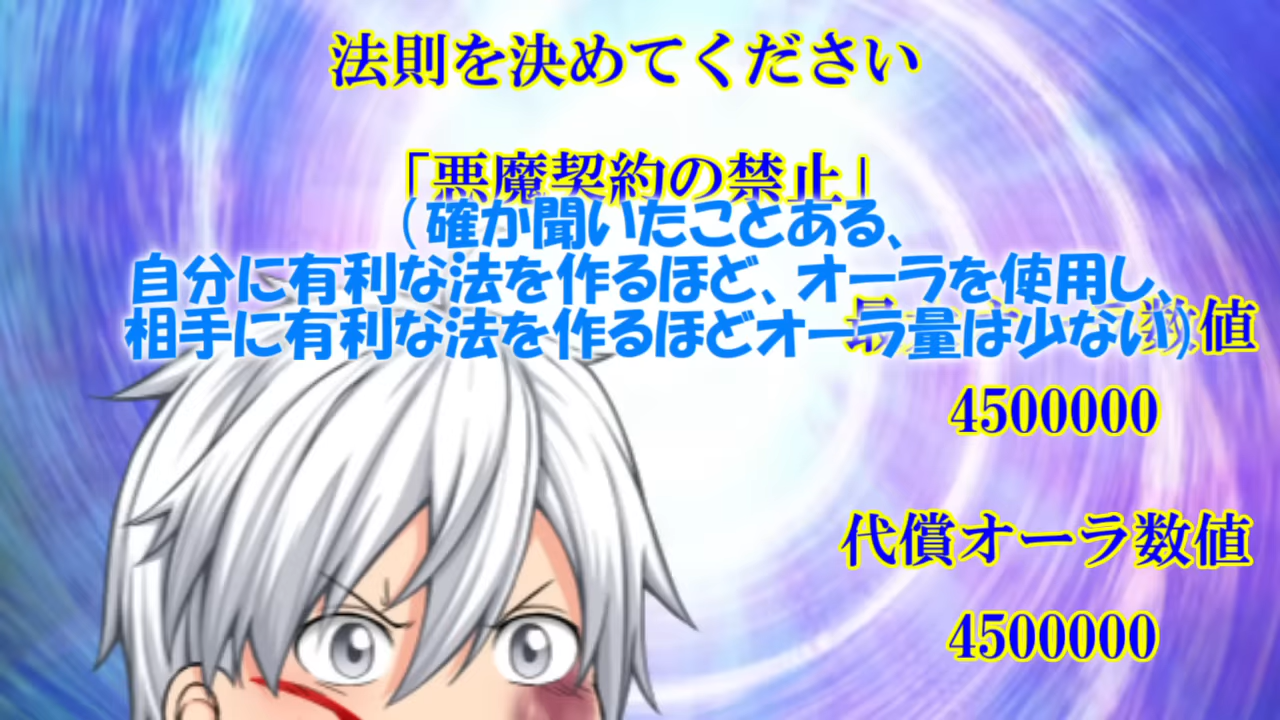 法則を決めてください
「悪魔契約の禁止」
（確か聞いたことある、
自分に有利な法を作るほど、オーラを使用し、
相手に有利な法を作るほどオーラ量は少ない）
数値
4500000
代償オーラ数値
4500000